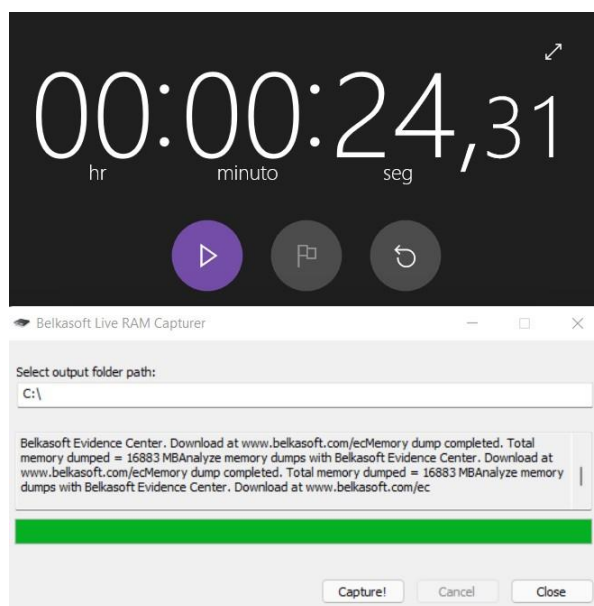 00:00:24,31
hr minuto seg
Belkasoft Live RAM Capturer
Select output folder path:
C:\
Belkasoft Evidence Center. Download at www.belkasoft.com/ecMemory dump completed. Total
memory dumped = 16883 MBAnalyze memory dumps with Belkasoft Evidence Center. Download at
www.belkasoft.com/ecMemory dump completed. Total memory dumped = 16883 MBAnalyze memory
dumps with Belkasoft Evidence Center. Download at www.belkasoft.com/ec
Capture! Cancel Close